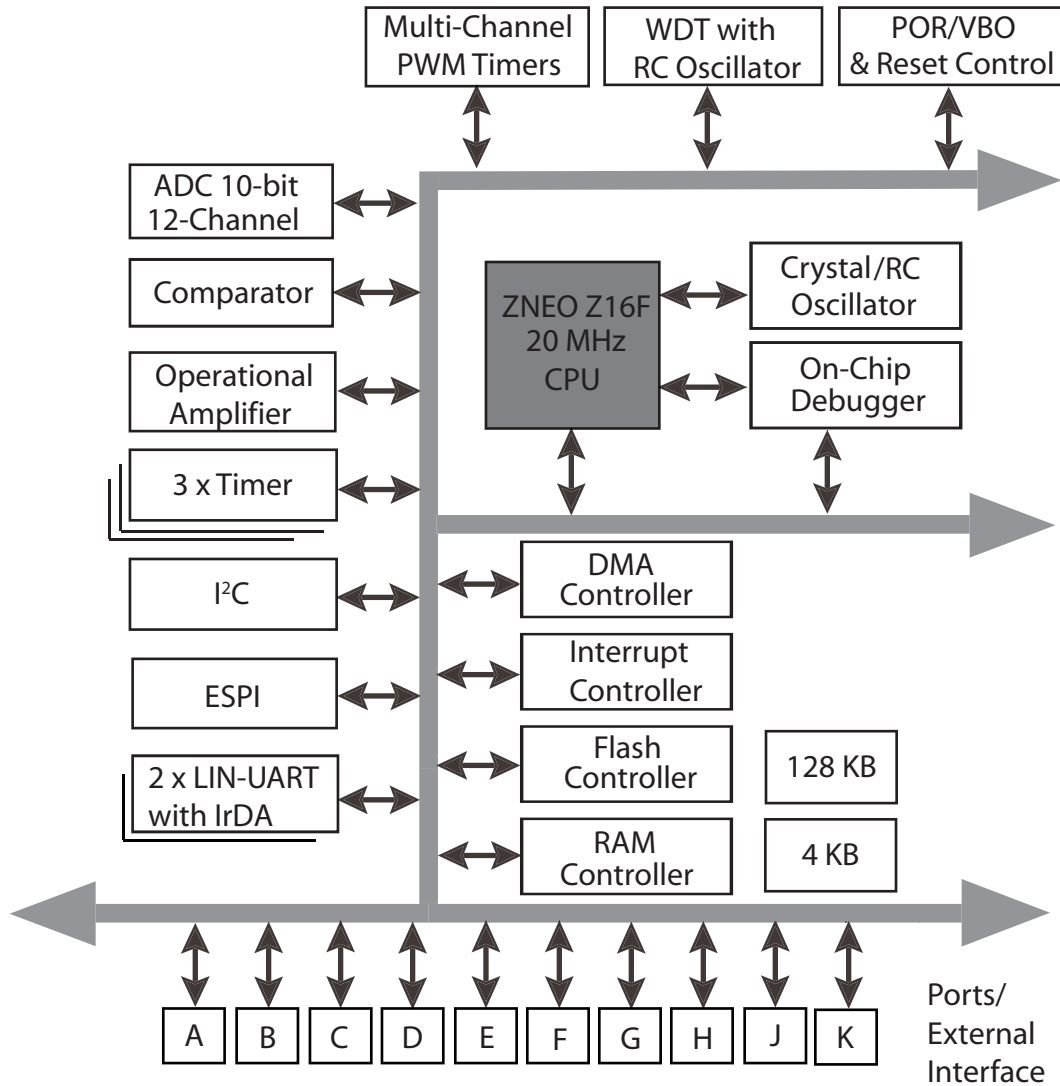 Multi-Channel
PWM Timers
WDT with
RC Oscillator
POR/VBO
& Reset Control
ADC 10-bit
12-Channel
Comparator
Operational
Amplifier
3 x Timer
I²C
ESPI
2 x LIN-UART
with IrDA
ZNEO Z16F
20 MHz
CPU
Crystal/RC
Oscillator
On-Chip
Debugger
DMA
Controller
Interrupt
Controller
Flash
Controller
128 KB
RAM
Controller
4 KB
A B C D E F G H J K
Ports/
External
Interface